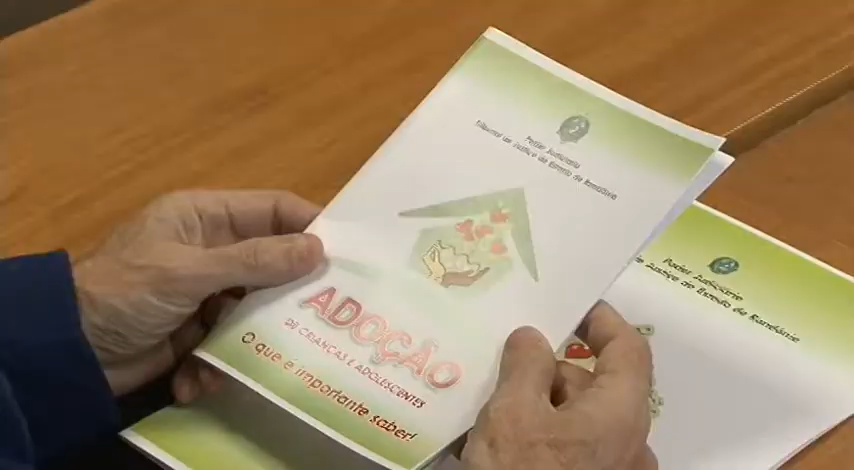 Poder Judiciário
Tribunal de Justiça do Estado de Rondônia
ADOÇÃO
DE CRIANÇAS E ADOLESCENTES
O que é importante saber!
Poder Judiciário
Justiça do Estado de Rondônia